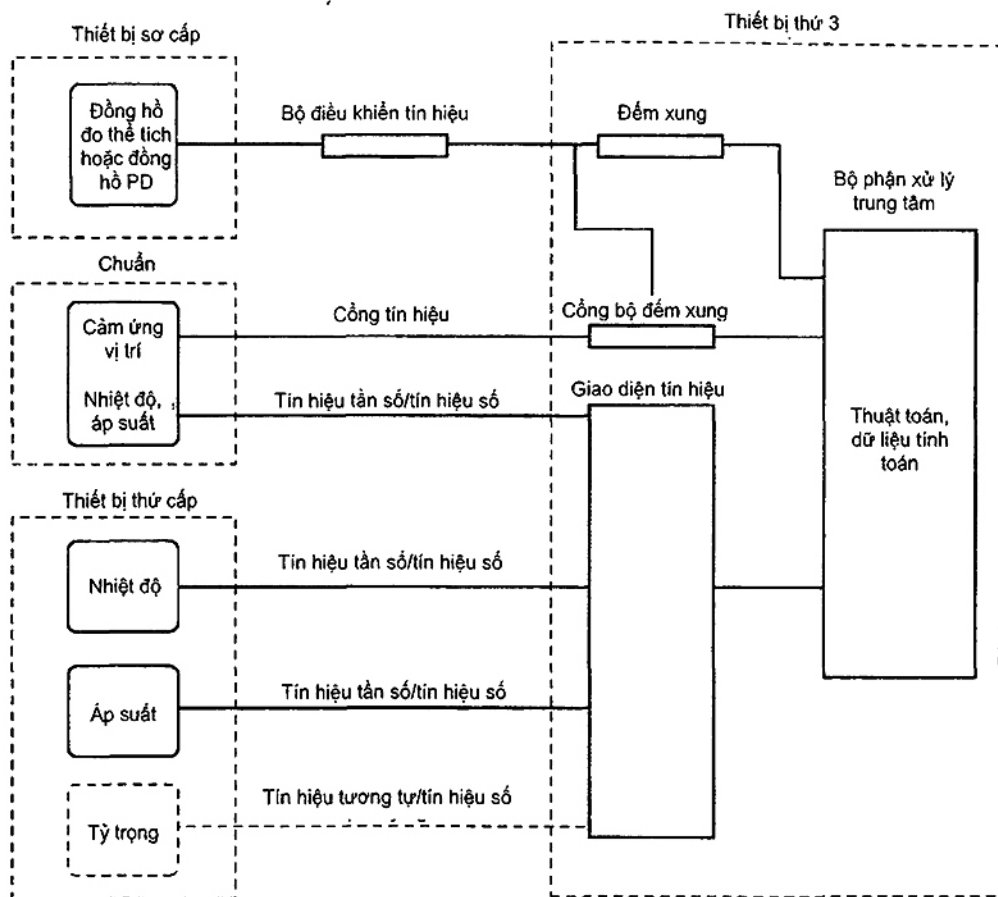 Thiết bị sơ cấp
Thiết bị thứ 3
Đồng hồ
đo thể tích
hoặc đồng
hồ PD
Bộ điều khiển tín hiệu
Đếm xung
Bộ phận xử lý
trung tâm
Chuẩn
Cảm ứng
vị trí
Cổng tín hiệu
Cổng bộ đếm xung
Nhiệt độ,
áp suất
Tín hiệu tần số/tín hiệu số
Giao diện tín hiệu
Thuật toán,
dữ liệu tính
toán
Thiết bị thứ cấp
Nhiệt độ
Tín hiệu tần số/tín hiệu số
Áp suất
Tín hiệu tần số/tín hiệu số
Tỷ trọng
Tín hiệu tương tự/tín hiệu số